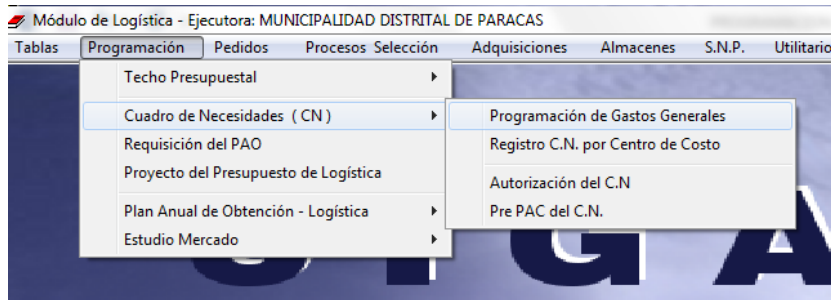 Módulo de Logística - Ejecutora: MUNICIPALIDAD DISTRITAL DE PARACAS
Tablas Programación Pedidos Procesos Selección Adquisiciones Almacenes S.N.P. Utilitario
Techo Presupuestal
Cuadro de Necesidades ( CN )
Requisición del PAO
Proyecto del Presupuesto de Logística
Plan Anual de Obtención - Logística
Estudio Mercado
Programación de Gastos Generales
Registro C.N. por Centro de Costo
Autorización del C.N
Pre PAC del C.N.